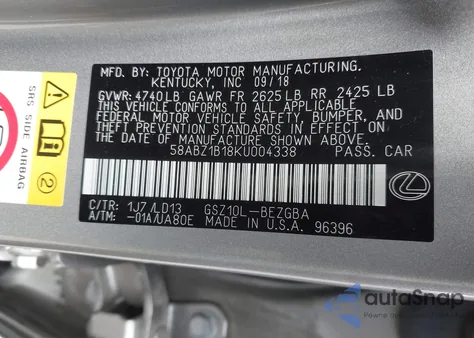 MFD. BY: TOYOTA MOTOR MANUFACTURING.
KENTUCKY, INC 09/18
GVWR: 4740LB GAWR FR 2625LB RR 2425 LB
THIS VEHICLE CONFORMS TO ALL APPLICABLE
FEDERAL MOTOR VEHICLE SAFETY, BUMPER, AND
THEFT PREVENTION STANDARDS IN EFFECT ON
THE DATE OF MANUFACTURE SHOWN ABOVE.
58ABZ1B18KU004338 PASS. CAR
C/TR: 1J7 /LD13 GSZ10L-BEZGBA
A/TM: -01A/UA80E MADE IN U.S.A. 96396
SRS SIDE AIRBAG
2
autoSnap